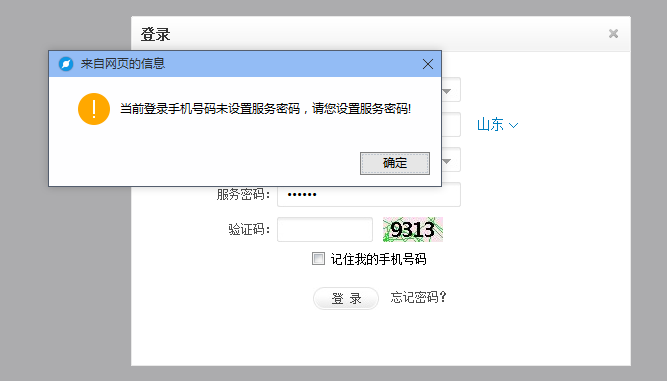 登录
来自网页的信息
当前登录手机号码未设置服务密码，请您设置服务密码!
确定
山东
服务密码：
••••••
验证码：
9313
记住我的手机号码
登 录
忘记密码?